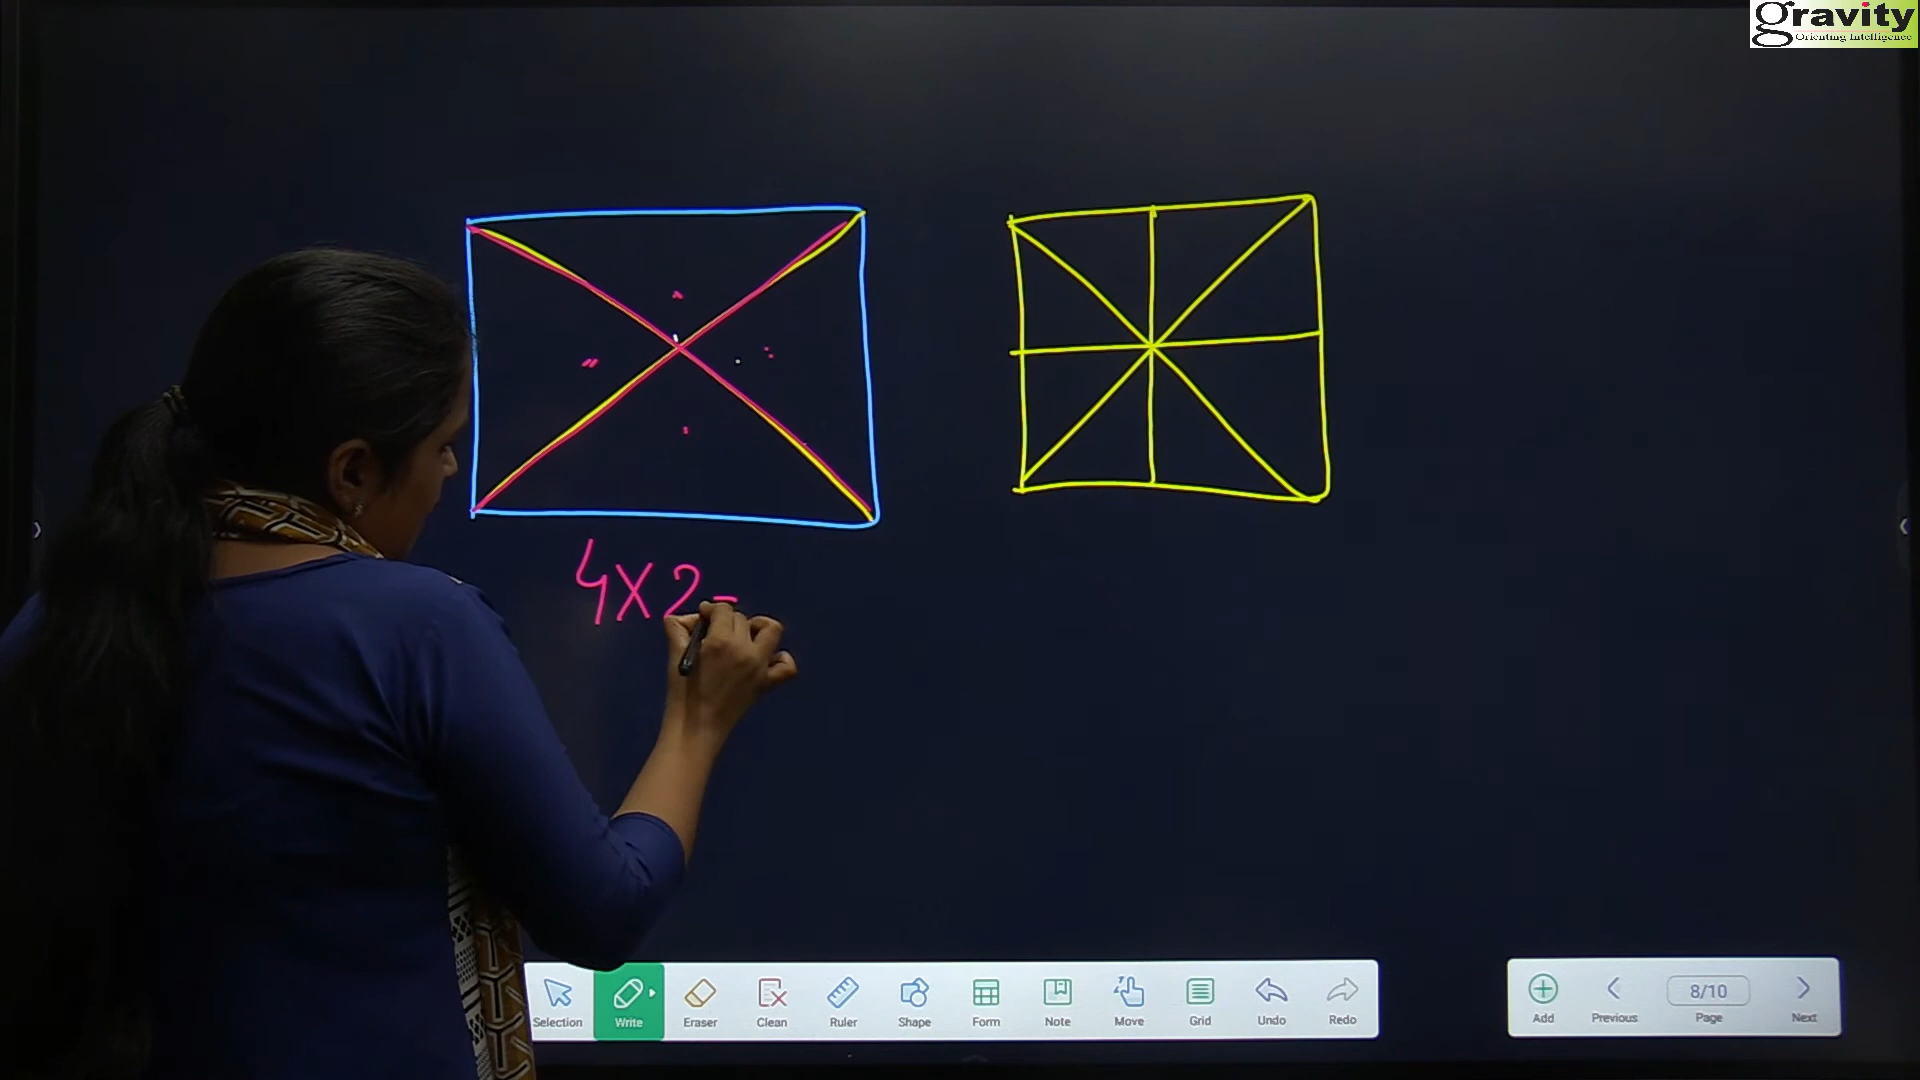 gravity
Orienting Intelligence
4X2=
Selection Write Eraser Clean Ruler Shape Form Note Move Grid Undo Redo
Add Previous 8/10 Page Next